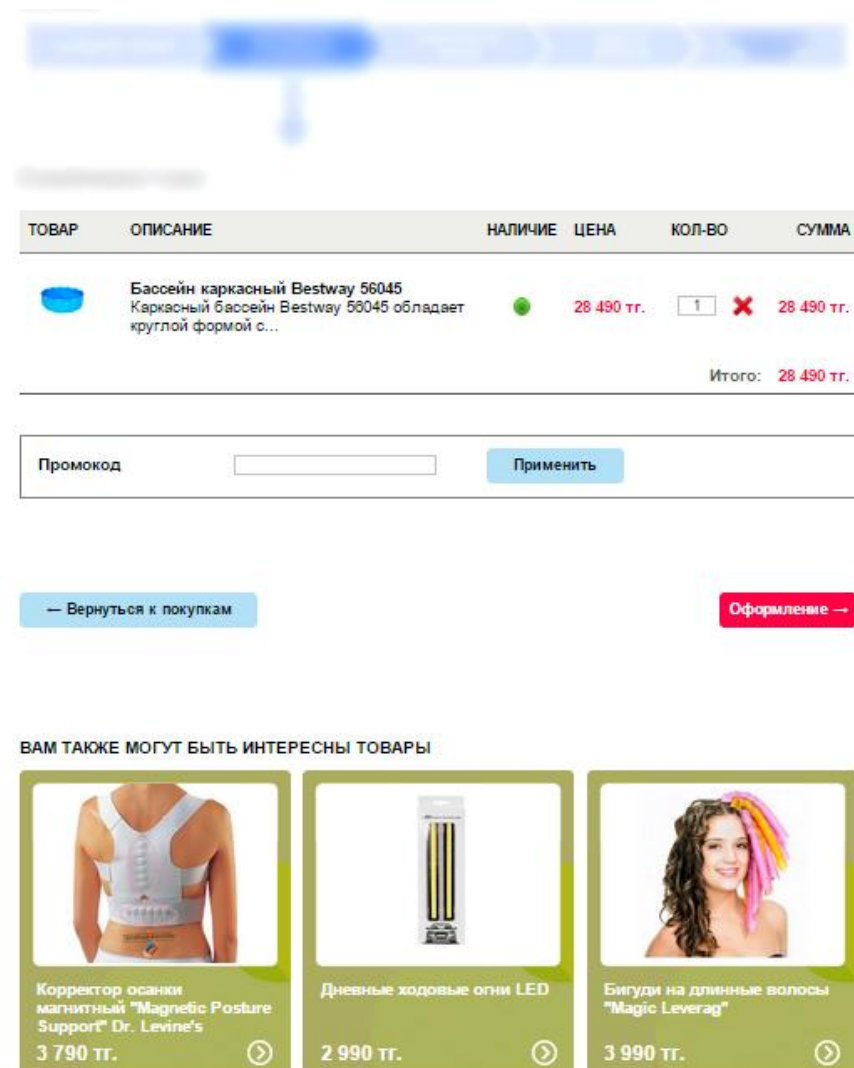 ТОВАР ОПИСАНИЕ НАЛИЧИЕ ЦЕНА КОЛ-ВО СУММА
Бассейн каркасный Bestway 56045
Каркасный бассейн Bestway 56045 обладает
круглой формой с...
28 490 тг. 1 28 490 тг.
Итого: 28 490 тг.
Промокод Применить
← Вернуться к покупкам Оформление →
ВАМ ТАКЖЕ МОГУТ БЫТЬ ИНТЕРЕСНЫ ТОВАРЫ
Корректор осанки
магнитный "Magnetic Posture
Support" Dr. Levine's
3 790 тг.
Дневные ходовые огни LED
2 990 тг.
Бигуди на длинные волосы
"Magic Leverag"
3 990 тг.